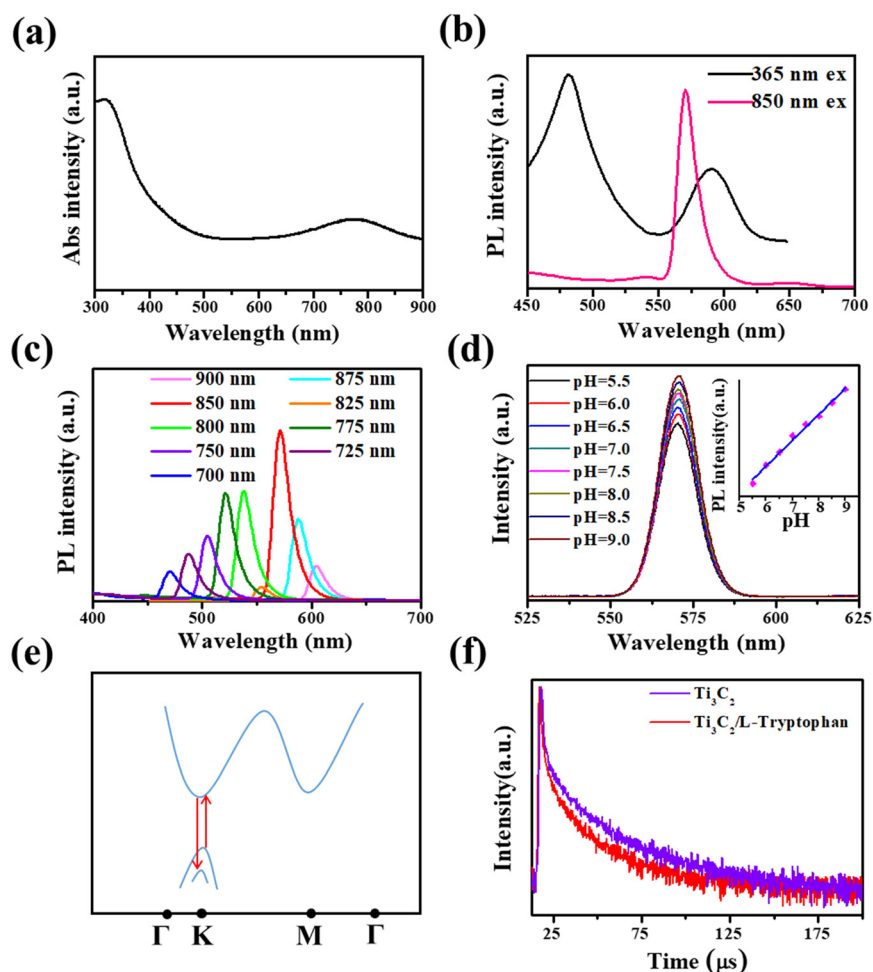 (a)
Abs intensity (a.u.)
300 400 500 600 700 800 900
Wavelength (nm)
(b)
PL intensity (a.u.)
365 nm ex
850 nm ex
450 500 550 600 650 700
Wavelength (nm)
(c)
PL intensity (a.u.)
900 nm 875 nm
850 nm 825 nm
800 nm 775 nm
750 nm 725 nm
700 nm
400 500 600 700
Wavelength (nm)
(d)
Intensity (a.u.)
pH=5.5
pH=6.0
pH=6.5
pH=7.0
pH=7.5
pH=8.0
pH=8.5
pH=9.0
PL intensity(a.u.)
6 7 8 9
pH
525 550 575 600 625
Wavelength (nm)
(e)
Γ K M Γ
(f)
Intensity(a.u.)
Ti₃C₂
Ti₃C₂/L-Tryptophan
25 75 125 175
Time (μs)